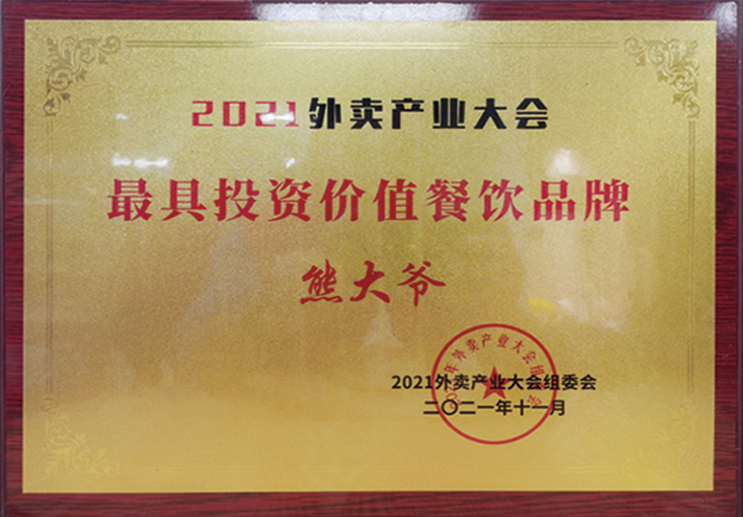 2021外卖产业大会
最具投资价值餐饮品牌
熊大爷
2021外卖产业大会组委会
二〇二一年十一月